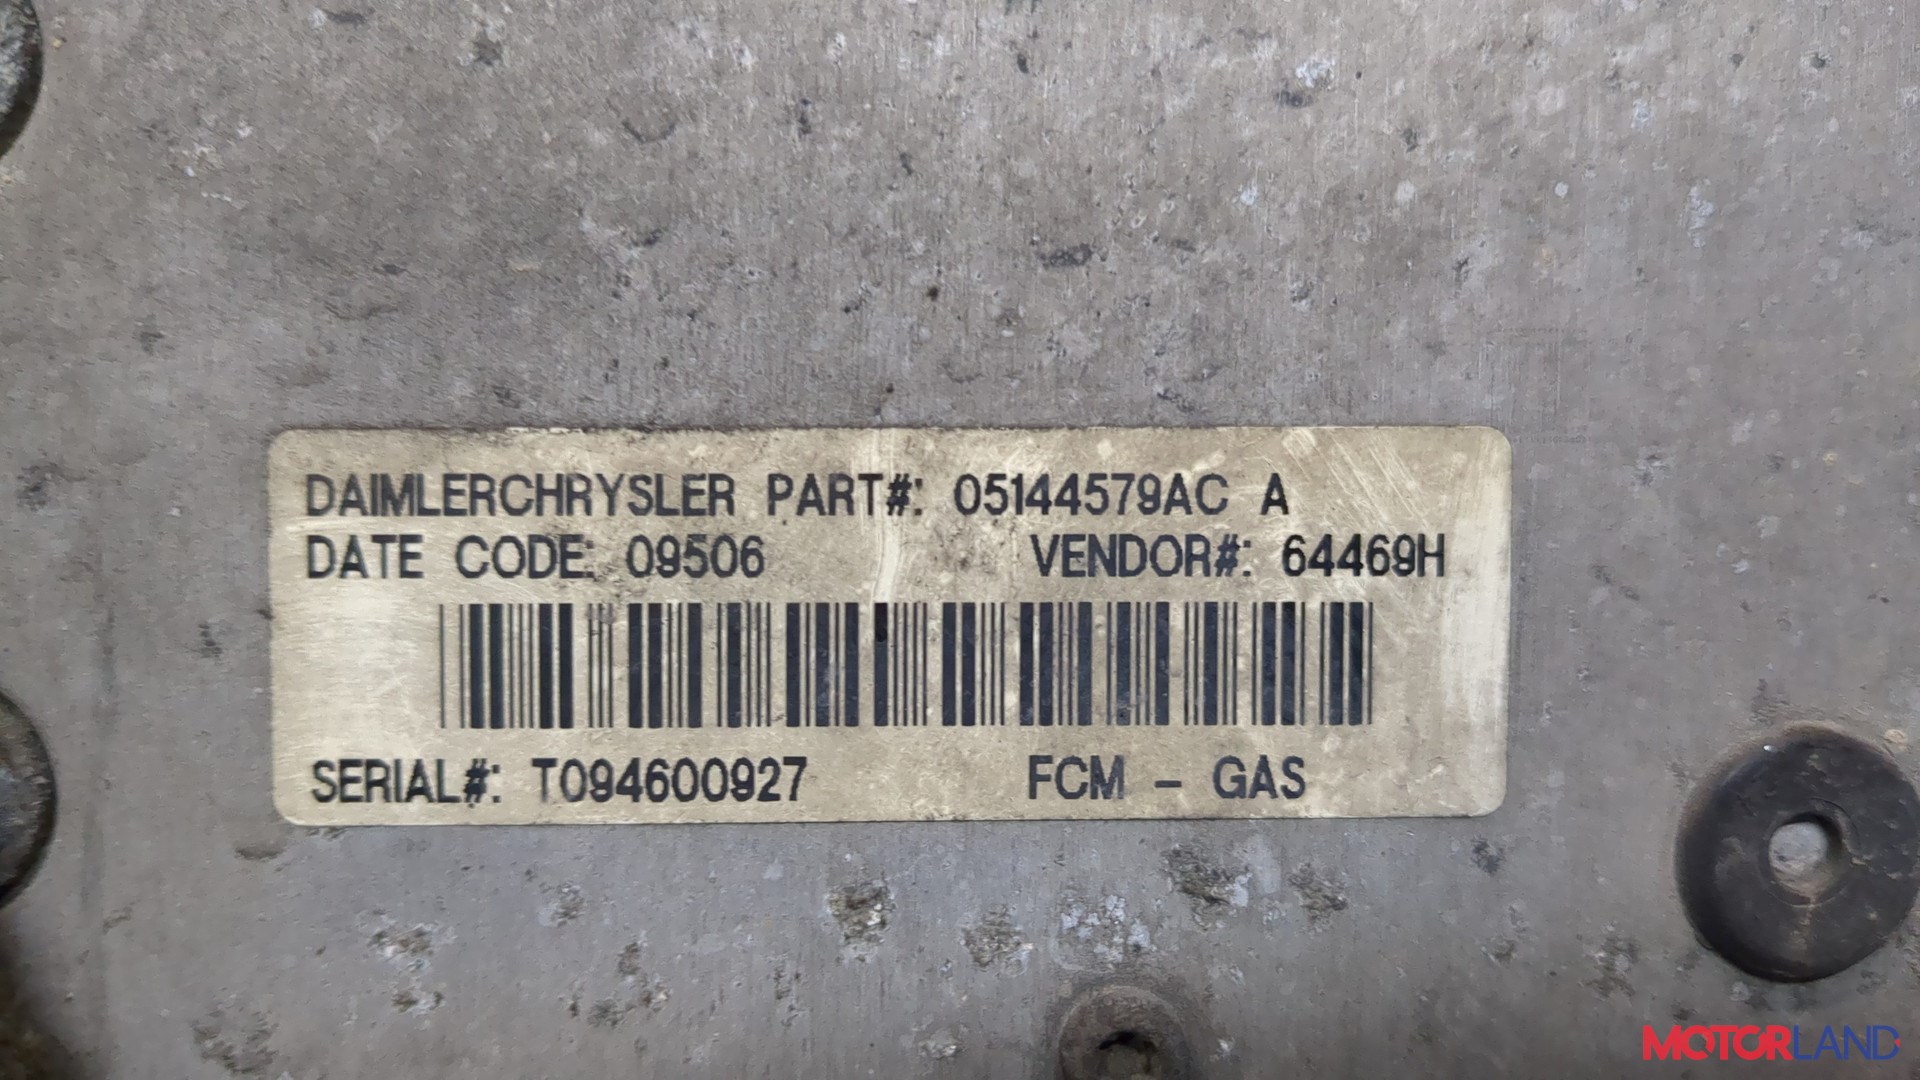 DAIMLERCHRYSLER PART#: 05144579AC A
DATE CODE: 09506 VENDOR#: 64469H
SERIAL#: T094600927 FCM - GAS
MOTORLAND